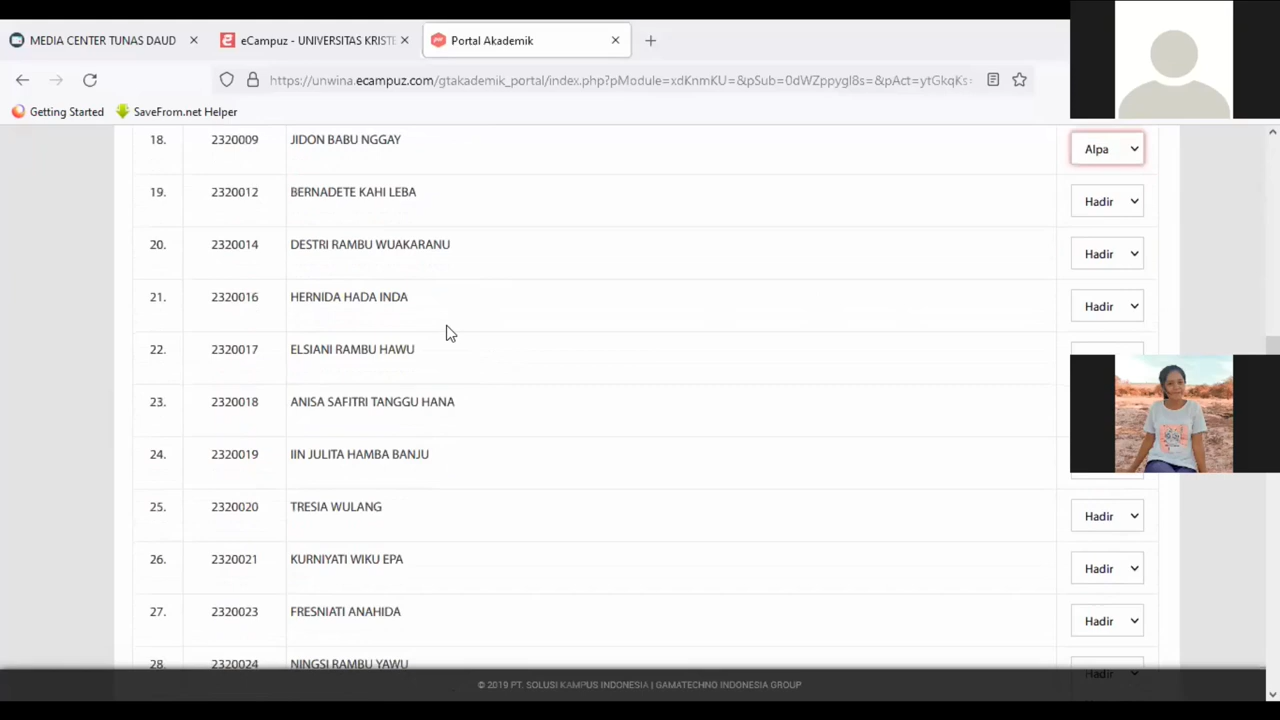 MEDIA CENTER TUNAS DAUD
eCampuz - UNIVERSITAS KRISTE
Portal Akademik
https://unwina.ecampuz.com/gtakademik_portal/index.php?pModule=xdKnmKU=&pSub=0dWZppygl8s=&pAct=ytGkqKs=
Getting Started
SaveFrom.net Helper
18. 2320009 JIDON BABU NGGAY Alpa
19. 2320012 BERNADETE KAHI LEBA Hadir
20. 2320014 DESTRI RAMBU WUAKARANU Hadir
21. 2320016 HERNIDA HADA INDA Hadir
22. 2320017 ELSIANI RAMBU HAWU
23. 2320018 ANISA SAFITRI TANGGU HANA
24. 2320019 IIN JULITA HAMBA BANJU
25. 2320020 TRESIA WULANG Hadir
26. 2320021 KURNIYATI WIKU EPA Hadir
27. 2320023 FRESNIATI ANAHIDA Hadir
28. 2320024 NINGSI RAMBU YAWU Hadir
© 2019 PT. SOLUSI KAMPUS INDONESIA | GAMATECHNO INDONESIA GROUP